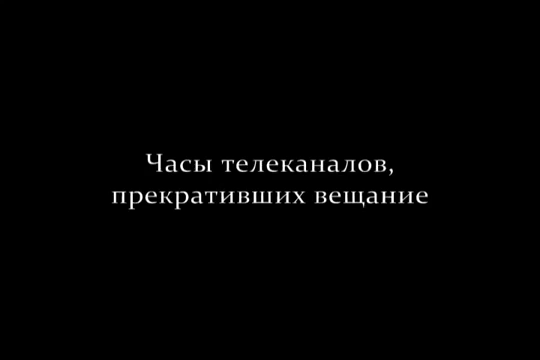 Часы телеканалов,
прекративших вещание